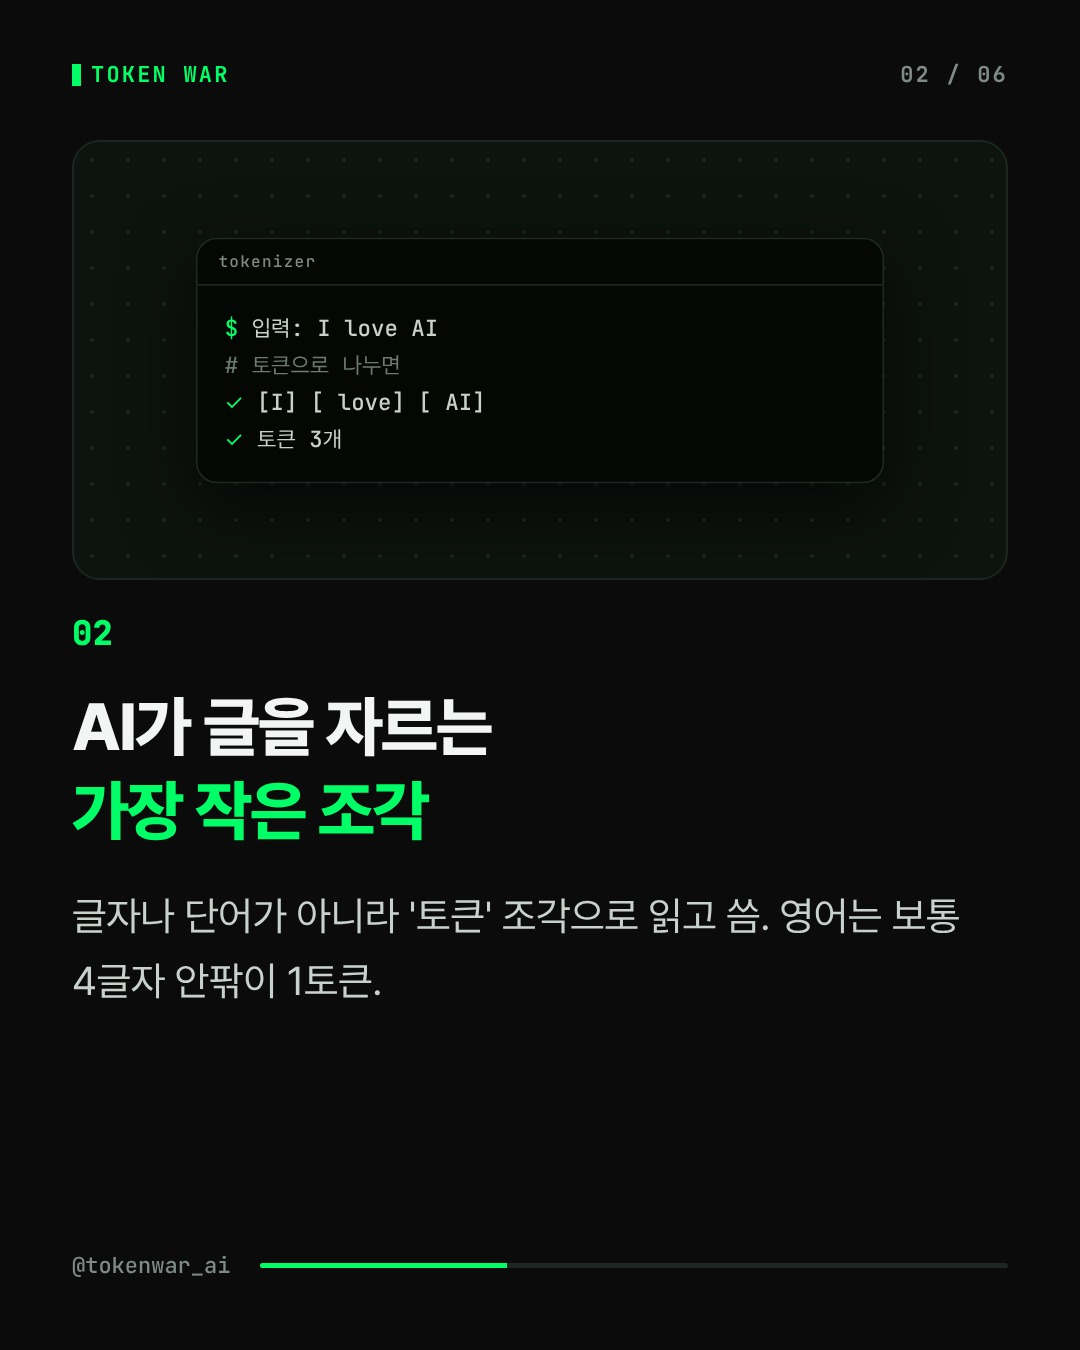 TOKEN WAR
02 / 06
tokenizer
$ 입력: I love AI
# 토큰으로 나누면
✓ [I] [ love] [ AI]
✓ 토큰 3개
02
AI가 글을 자르는
가장 작은 조각
글자나 단어가 아니라 '토큰' 조각으로 읽고 씀. 영어는 보통
4글자 안팎이 1토큰.
@tokenwar_ai